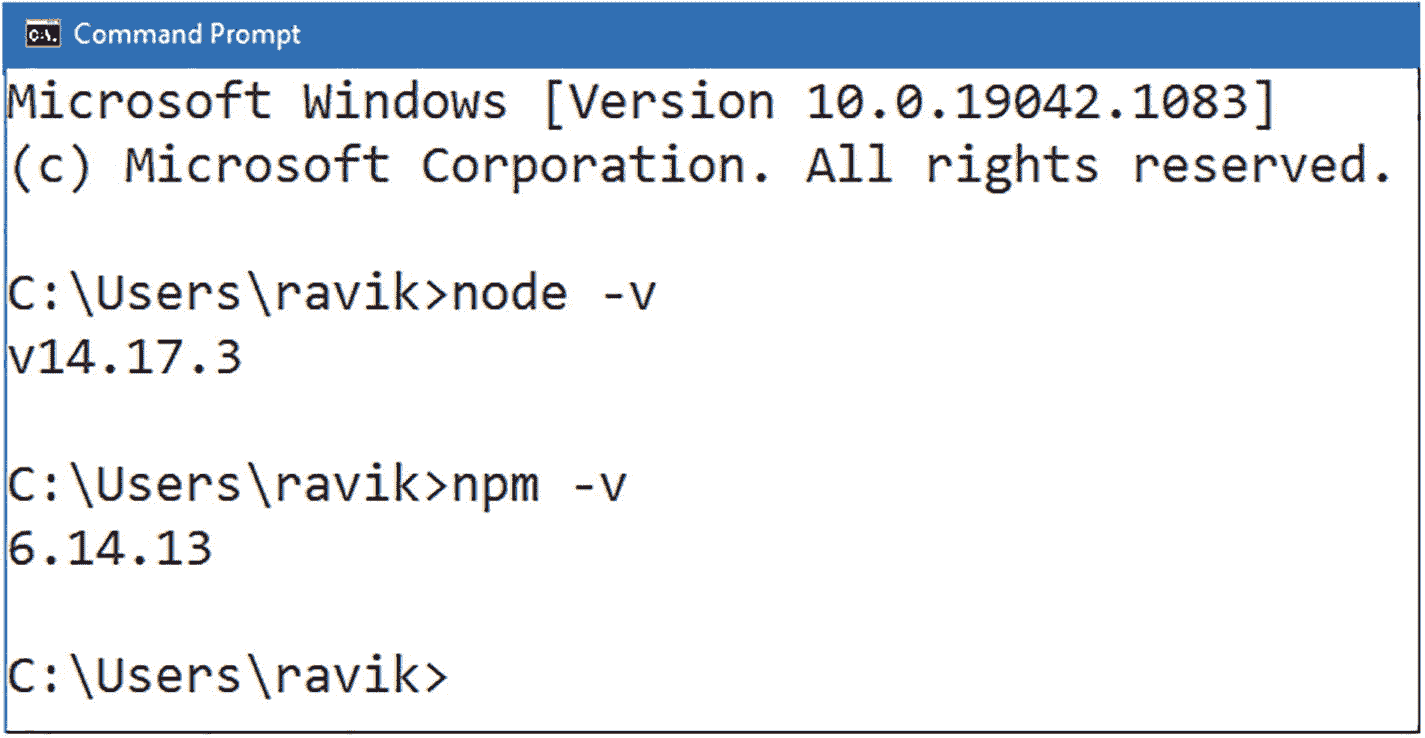 C:\. Command Prompt
Microsoft Windows [Version 10.0.19042.1083]
(c) Microsoft Corporation. All rights reserved.
C:\Users\ravik>node -v
v14.17.3
C:\Users\ravik>npm -v
6.14.13
C:\Users\ravik>